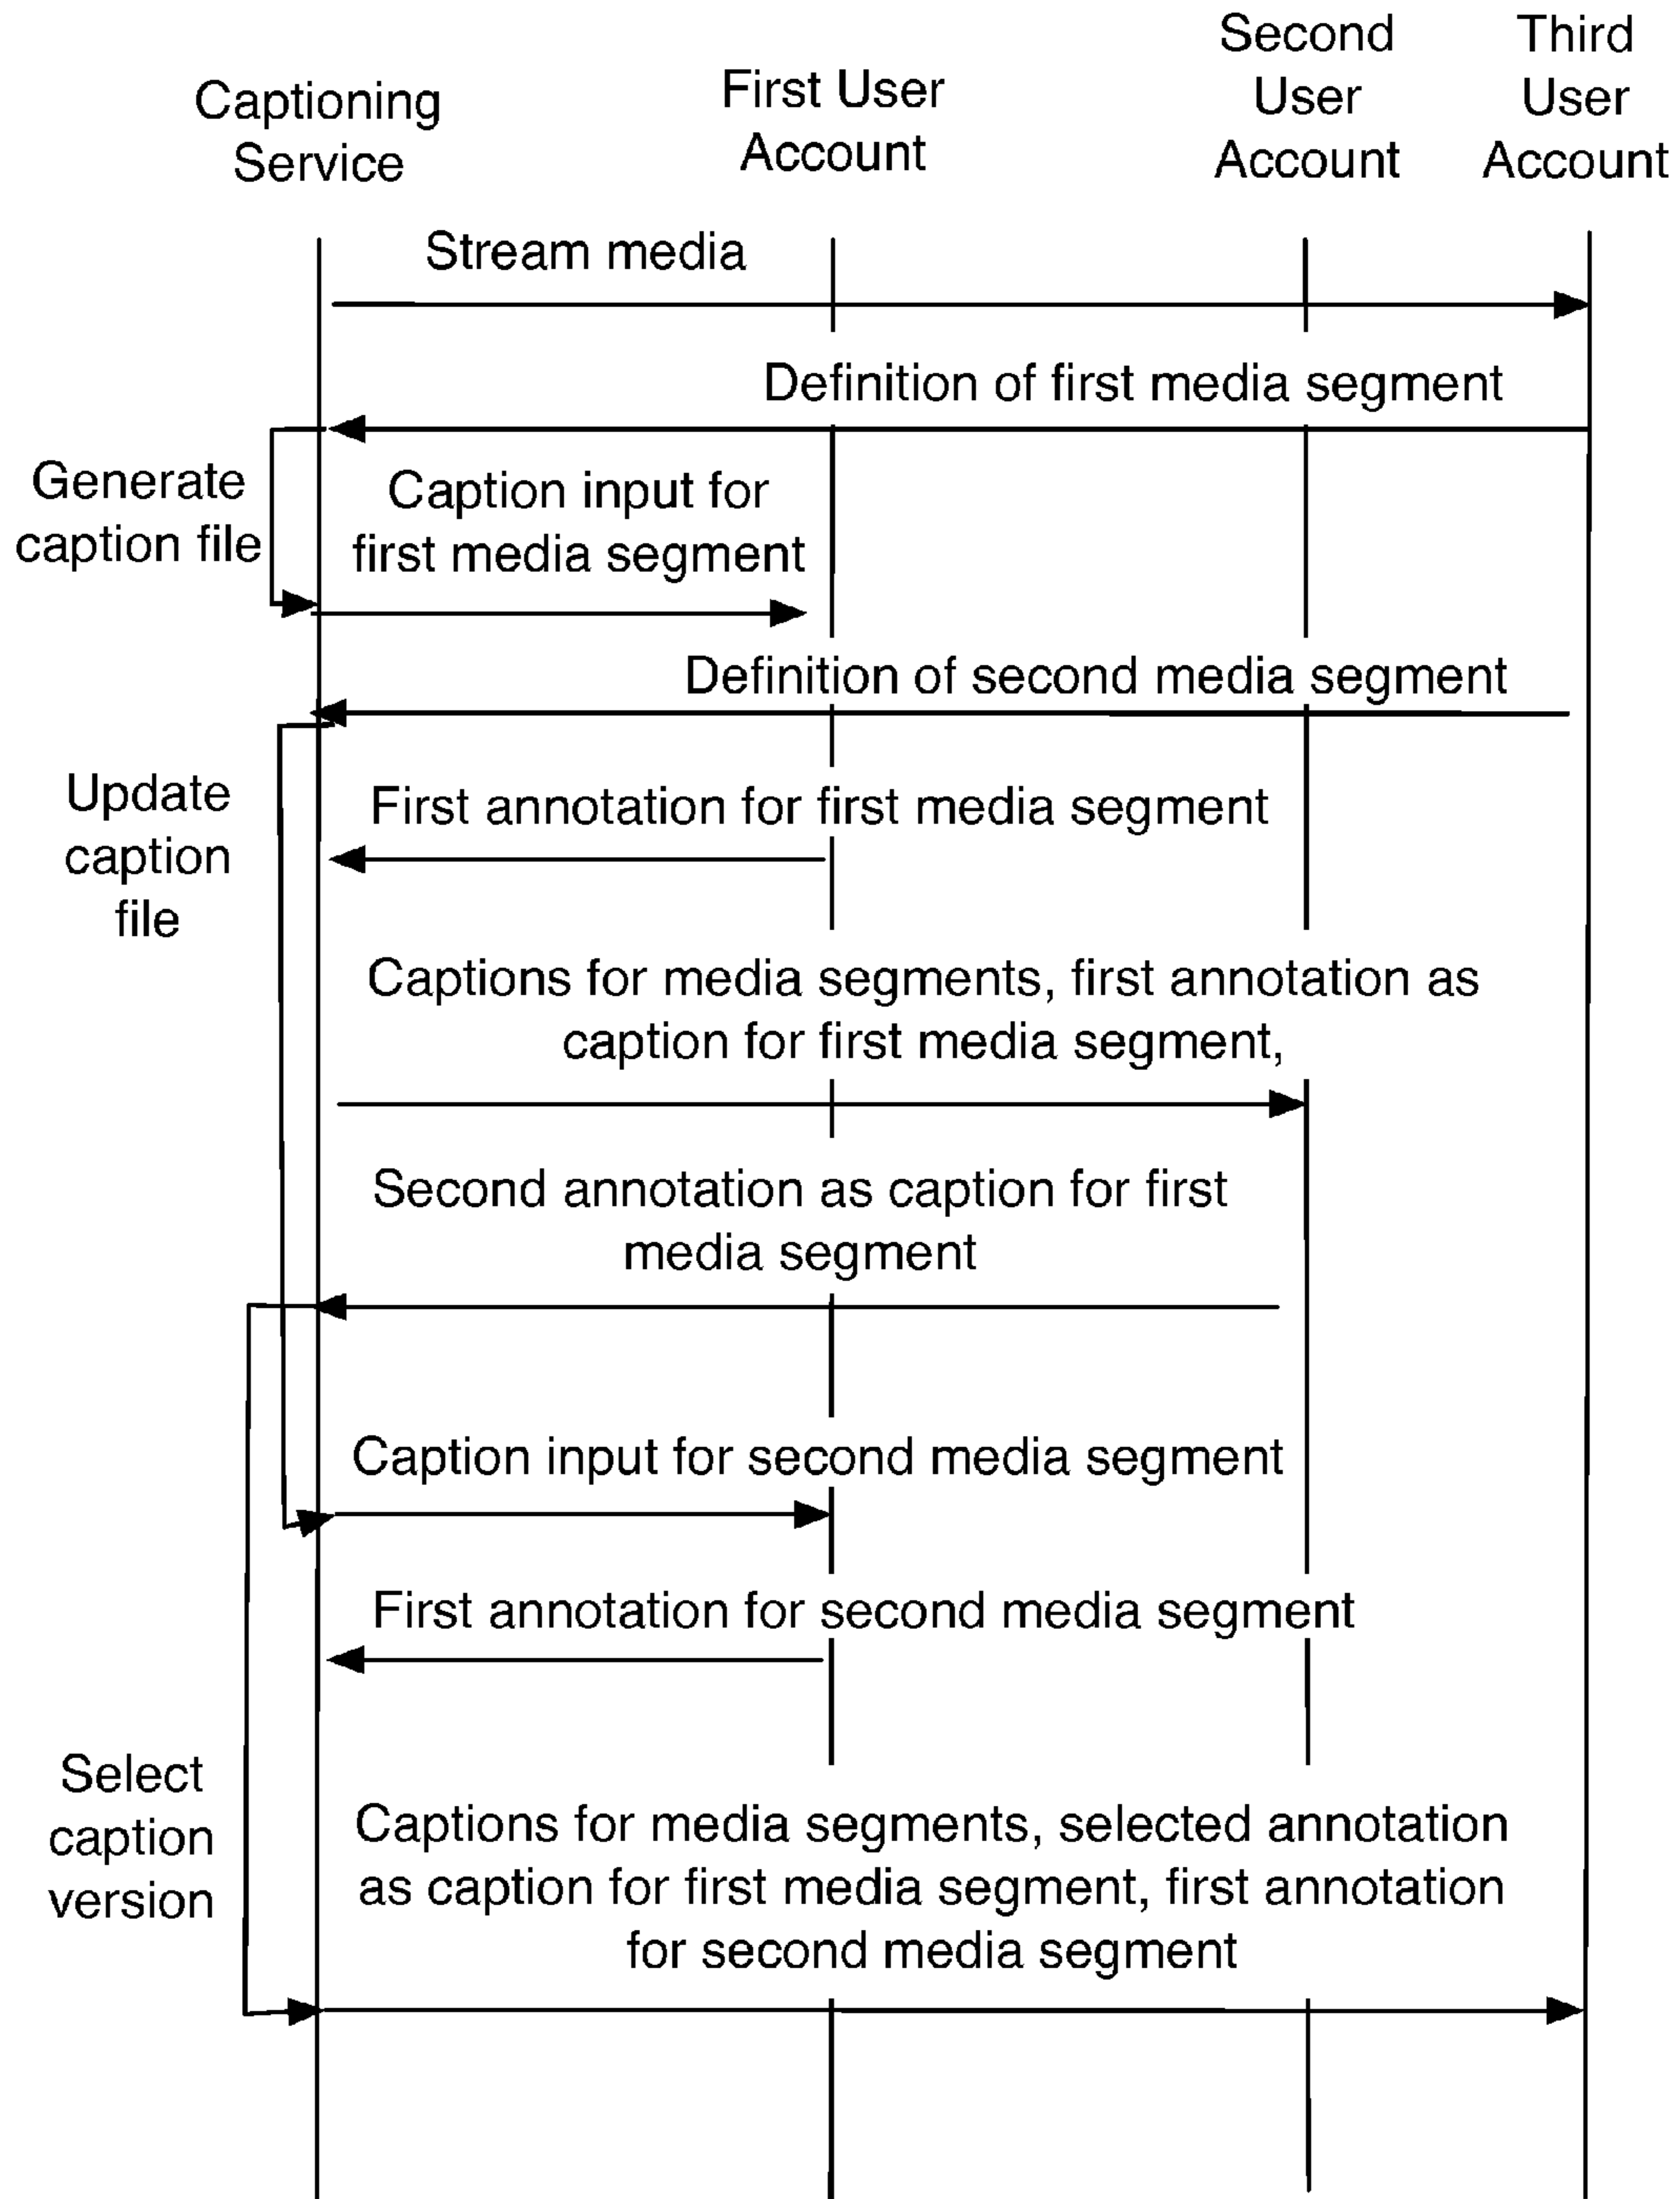 Captioning
Service
First User
Account
Second
User
Account
Third
User
Account
Stream media
Definition of first media segment
Generate
caption file
Caption input for
first media segment
Definition of second media segment
Update
caption
file
First annotation for first media segment
Captions for media segments, first annotation as
caption for first media segment,
Second annotation as caption for first
media segment
Caption input for second media segment
First annotation for second media segment
Select
caption
version
Captions for media segments, selected annotation
as caption for first media segment, first annotation
for second media segment